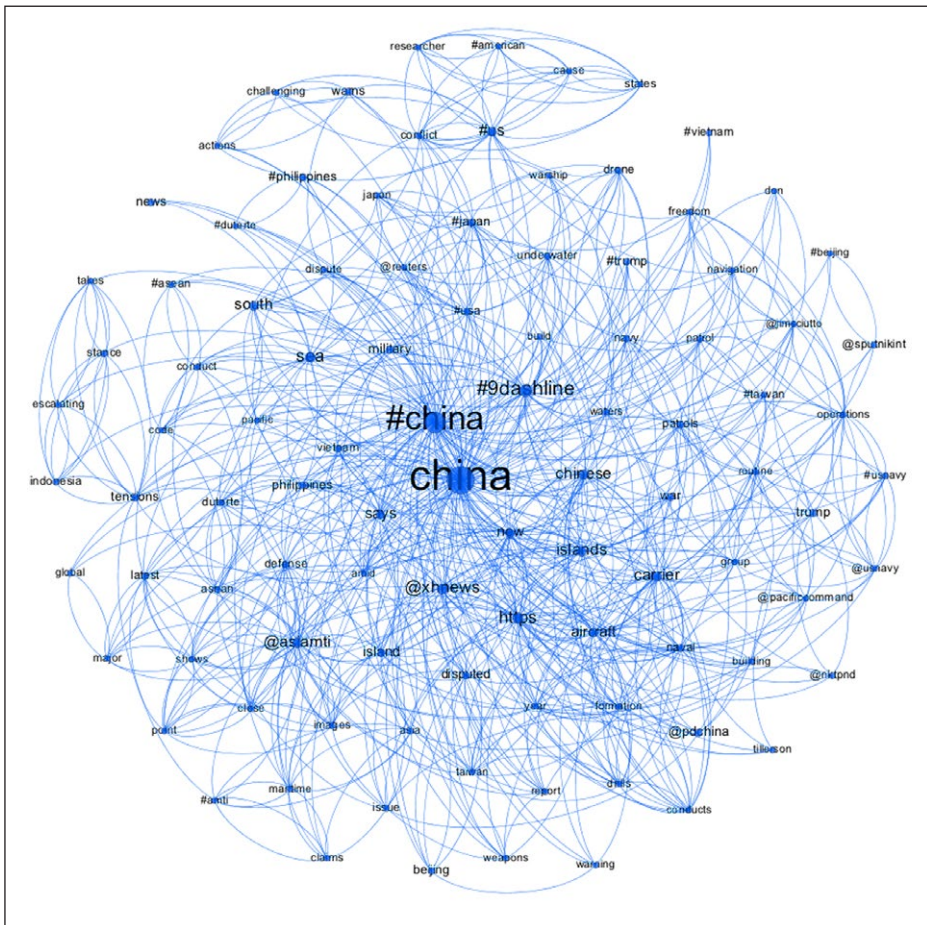 researcher
#american
cause
states
challenging
warns
conflict
#us
#vietnam
actions
#philippines
warship
drone
japan
don
news
freedom
#duterte
#japan
#beijing
dispute
@reuters
underwater
#trump
navigation
takes
#asean
south
#usa
@jimsciutto
build
navy
patrol
@sputnikint
stance
sea
military
conduct
#9dashline
#taiwan
escalating
#china
waters
operations
code
pacific
patrols
vietnam
indonesia
china
chinese
routine
#usnavy
tensions
philippines
war
duterte
says
trump
new
defense
islands
group
@usnavy
global
latest
amid
carrier
asean
@xhnews
@pacificcommand
https
aircraft
@asiamti
island
naval
major
shows
disputed
building
@nktpnd
close
year
formation
point
images
asia
@pdchina
tillerson
taiwan
drills
maritime
report
#amti
issue
conducts
claims
beijing
weapons
warning